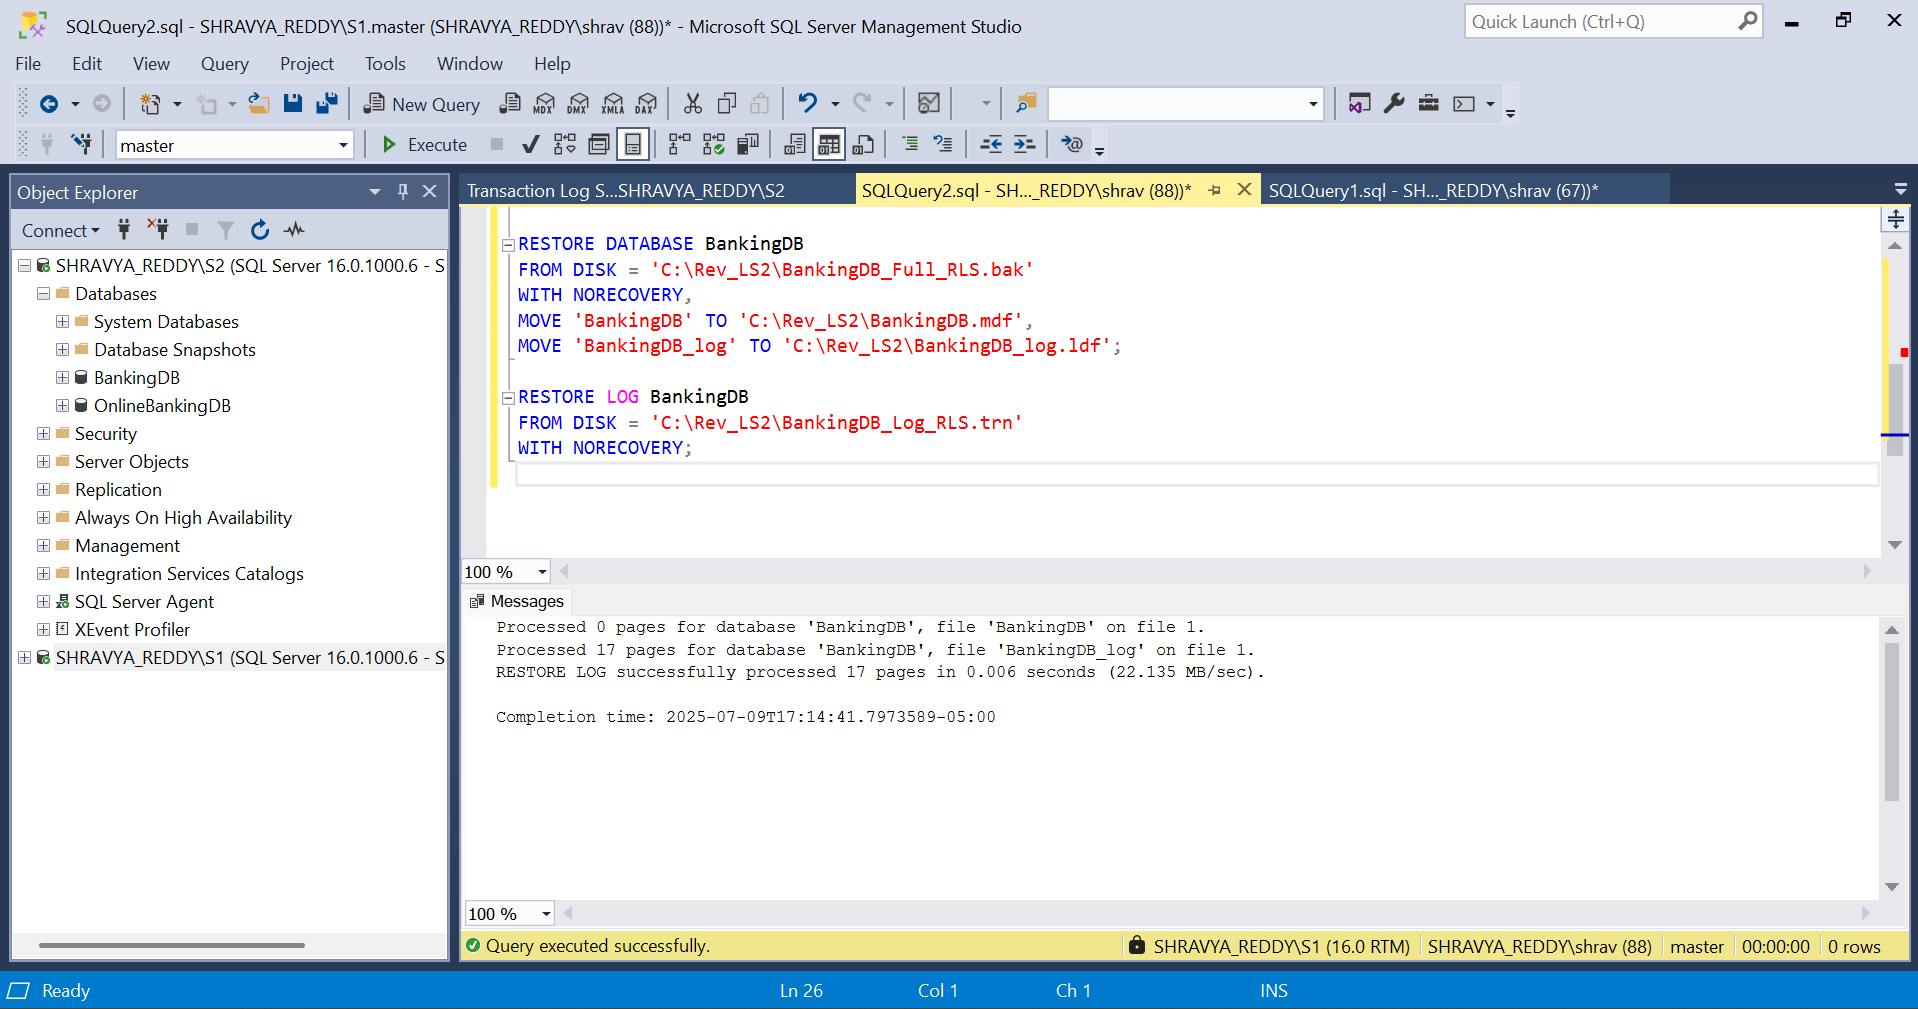 SQLQuery2.sql - SHRAVYA_REDDY\S1.master (SHRAVYA_REDDY\shrav (88))* - Microsoft SQL Server Management Studio
Quick Launch (Ctrl+Q)
File Edit View Query Project Tools Window Help
New Query MDX DMX XMLA DAX
master Execute
Object Explorer
Connect
SHRAVYA_REDDY\S2 (SQL Server 16.0.1000.6 - S
Databases
System Databases
Database Snapshots
BankingDB
OnlineBankingDB
Security
Server Objects
Replication
Always On High Availability
Management
Integration Services Catalogs
SQL Server Agent
XEvent Profiler
SHRAVYA_REDDY\S1 (SQL Server 16.0.1000.6 - S
Transaction Log S...SHRAVYA_REDDY\S2
SQLQuery2.sql - SH..._REDDY\shrav (88))*
SQLQuery1.sql - SH..._REDDY\shrav (67))*
RESTORE DATABASE BankingDB
FROM DISK = 'C:\Rev_LS2\BankingDB_Full_RLS.bak'
WITH NORECOVERY,
MOVE 'BankingDB' TO 'C:\Rev_LS2\BankingDB.mdf',
MOVE 'BankingDB_log' TO 'C:\Rev_LS2\BankingDB_log.ldf';
RESTORE LOG BankingDB
FROM DISK = 'C:\Rev_LS2\BankingDB_Log_RLS.trn'
WITH NORECOVERY;
100 %
Messages
Processed 0 pages for database 'BankingDB', file 'BankingDB' on file 1.
Processed 17 pages for database 'BankingDB', file 'BankingDB_log' on file 1.
RESTORE LOG successfully processed 17 pages in 0.006 seconds (22.135 MB/sec).
Completion time: 2025-07-09T17:14:41.7973589-05:00
100 %
Query executed successfully. SHRAVYA_REDDY\S1 (16.0 RTM) SHRAVYA_REDDY\shrav (88) master 00:00:00 0 rows
Ready Ln 26 Col 1 Ch 1 INS